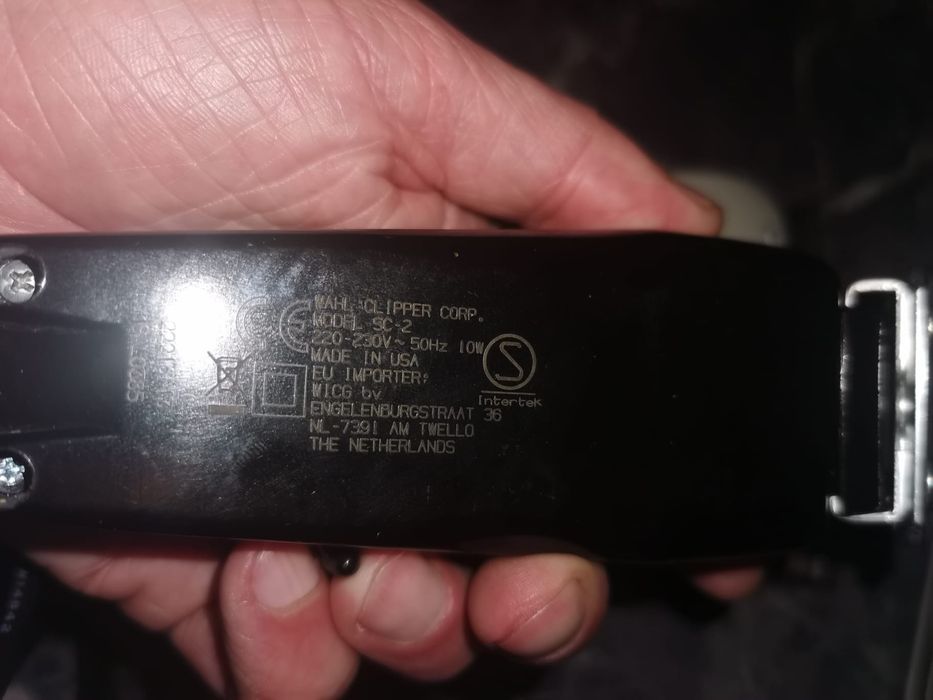 WAHL CLIPPER CORP.
MODEL SC-2
220-230V~50Hz 10W
MADE IN USA
EU IMPORTER:
WICG bv
ENGELENBURGSTRAAT 36
NL-7391 AM TWELLO
THE NETHERLANDS
CE
S
Intertek